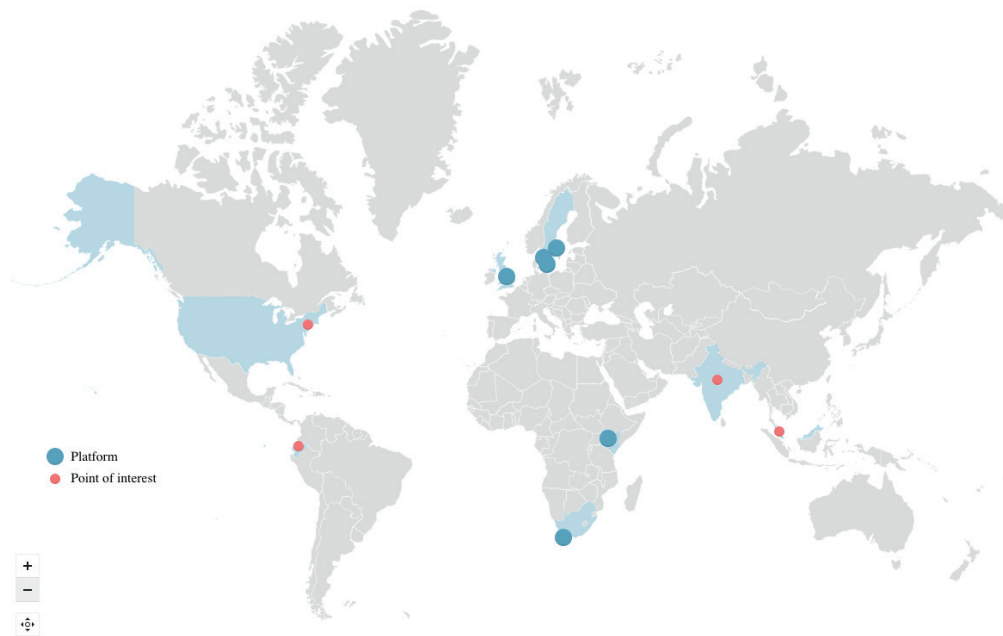 Platform
Point of interest
+
−